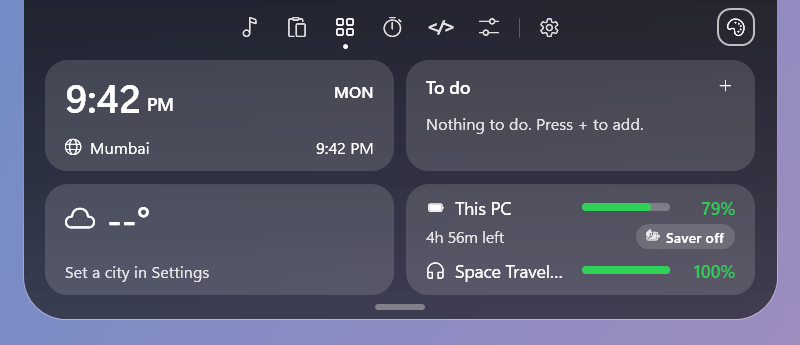 9:42 PM
MON
Mumbai
9:42 PM
To do
+
Nothing to do. Press + to add.
--°
Set a city in Settings
This PC
79%
4h 56m left
Saver off
Space Travel...
100%